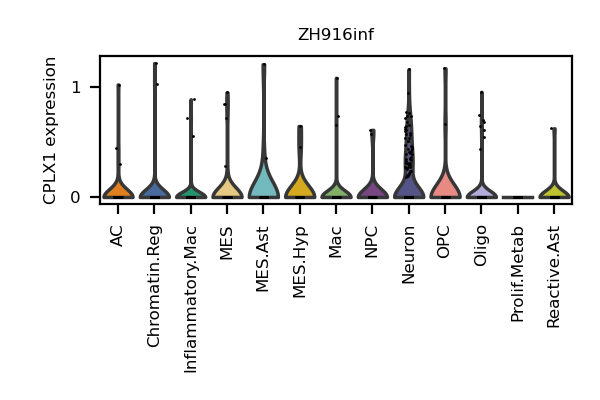 ZH916inf
CPLX1 expression
1
0
AC
Chromatin.Reg
Inflammatory.Mac
MES
MES.Ast
MES.Hyp
Mac
NPC
Neuron
OPC
Oligo
Prolif.Metab
Reactive.Ast